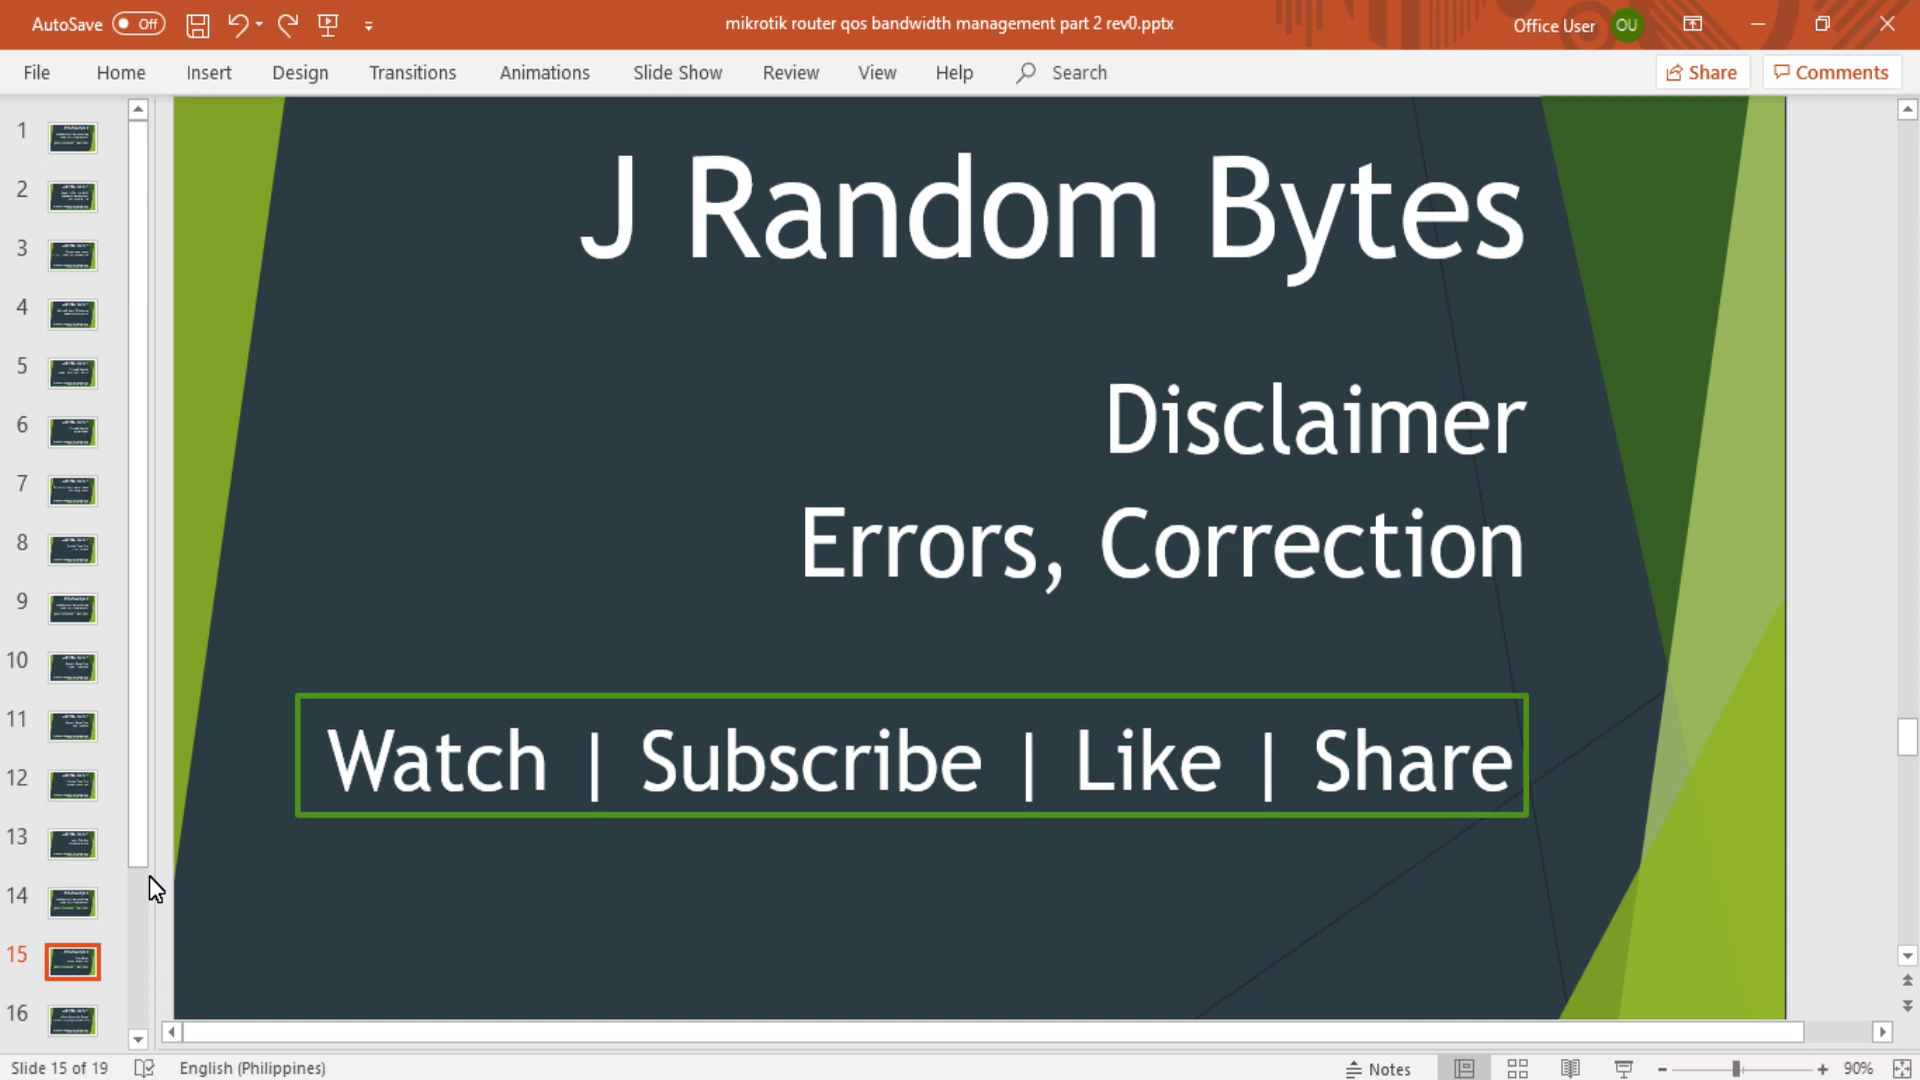 AutoSave Off
mikrotik router qos bandwidth management part 2 rev0.pptx
Office User OU
File Home Insert Design Transitions Animations Slide Show Review View Help Search Share Comments
1
2
3
4
5
6
7
8
9
10
11
12
13
14
15
16
J Random Bytes
Disclaimer
Errors, Correction
Watch | Subscribe | Like | Share
Slide 15 of 19 English (Philippines) Notes 90%